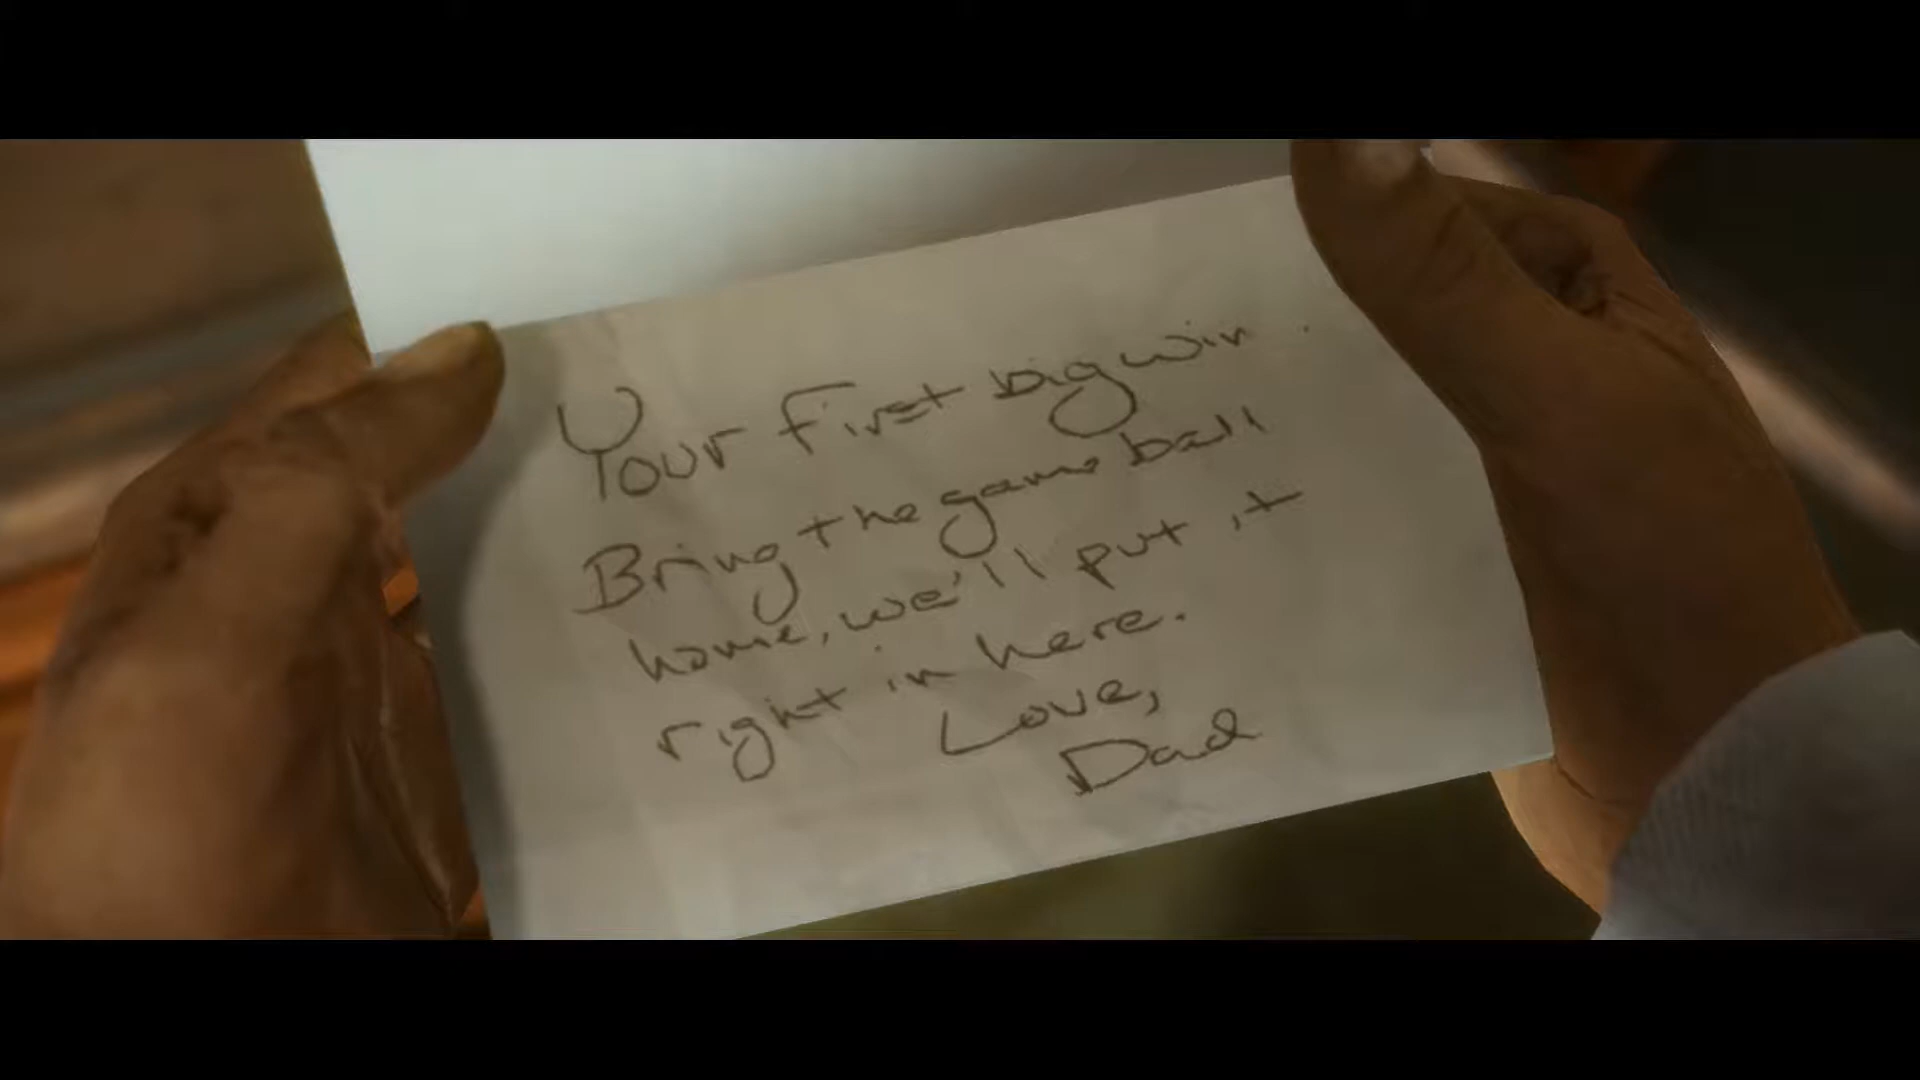 Your first big win.
Bring the game ball
home, we'll put it
right in here.
Love,
Dad